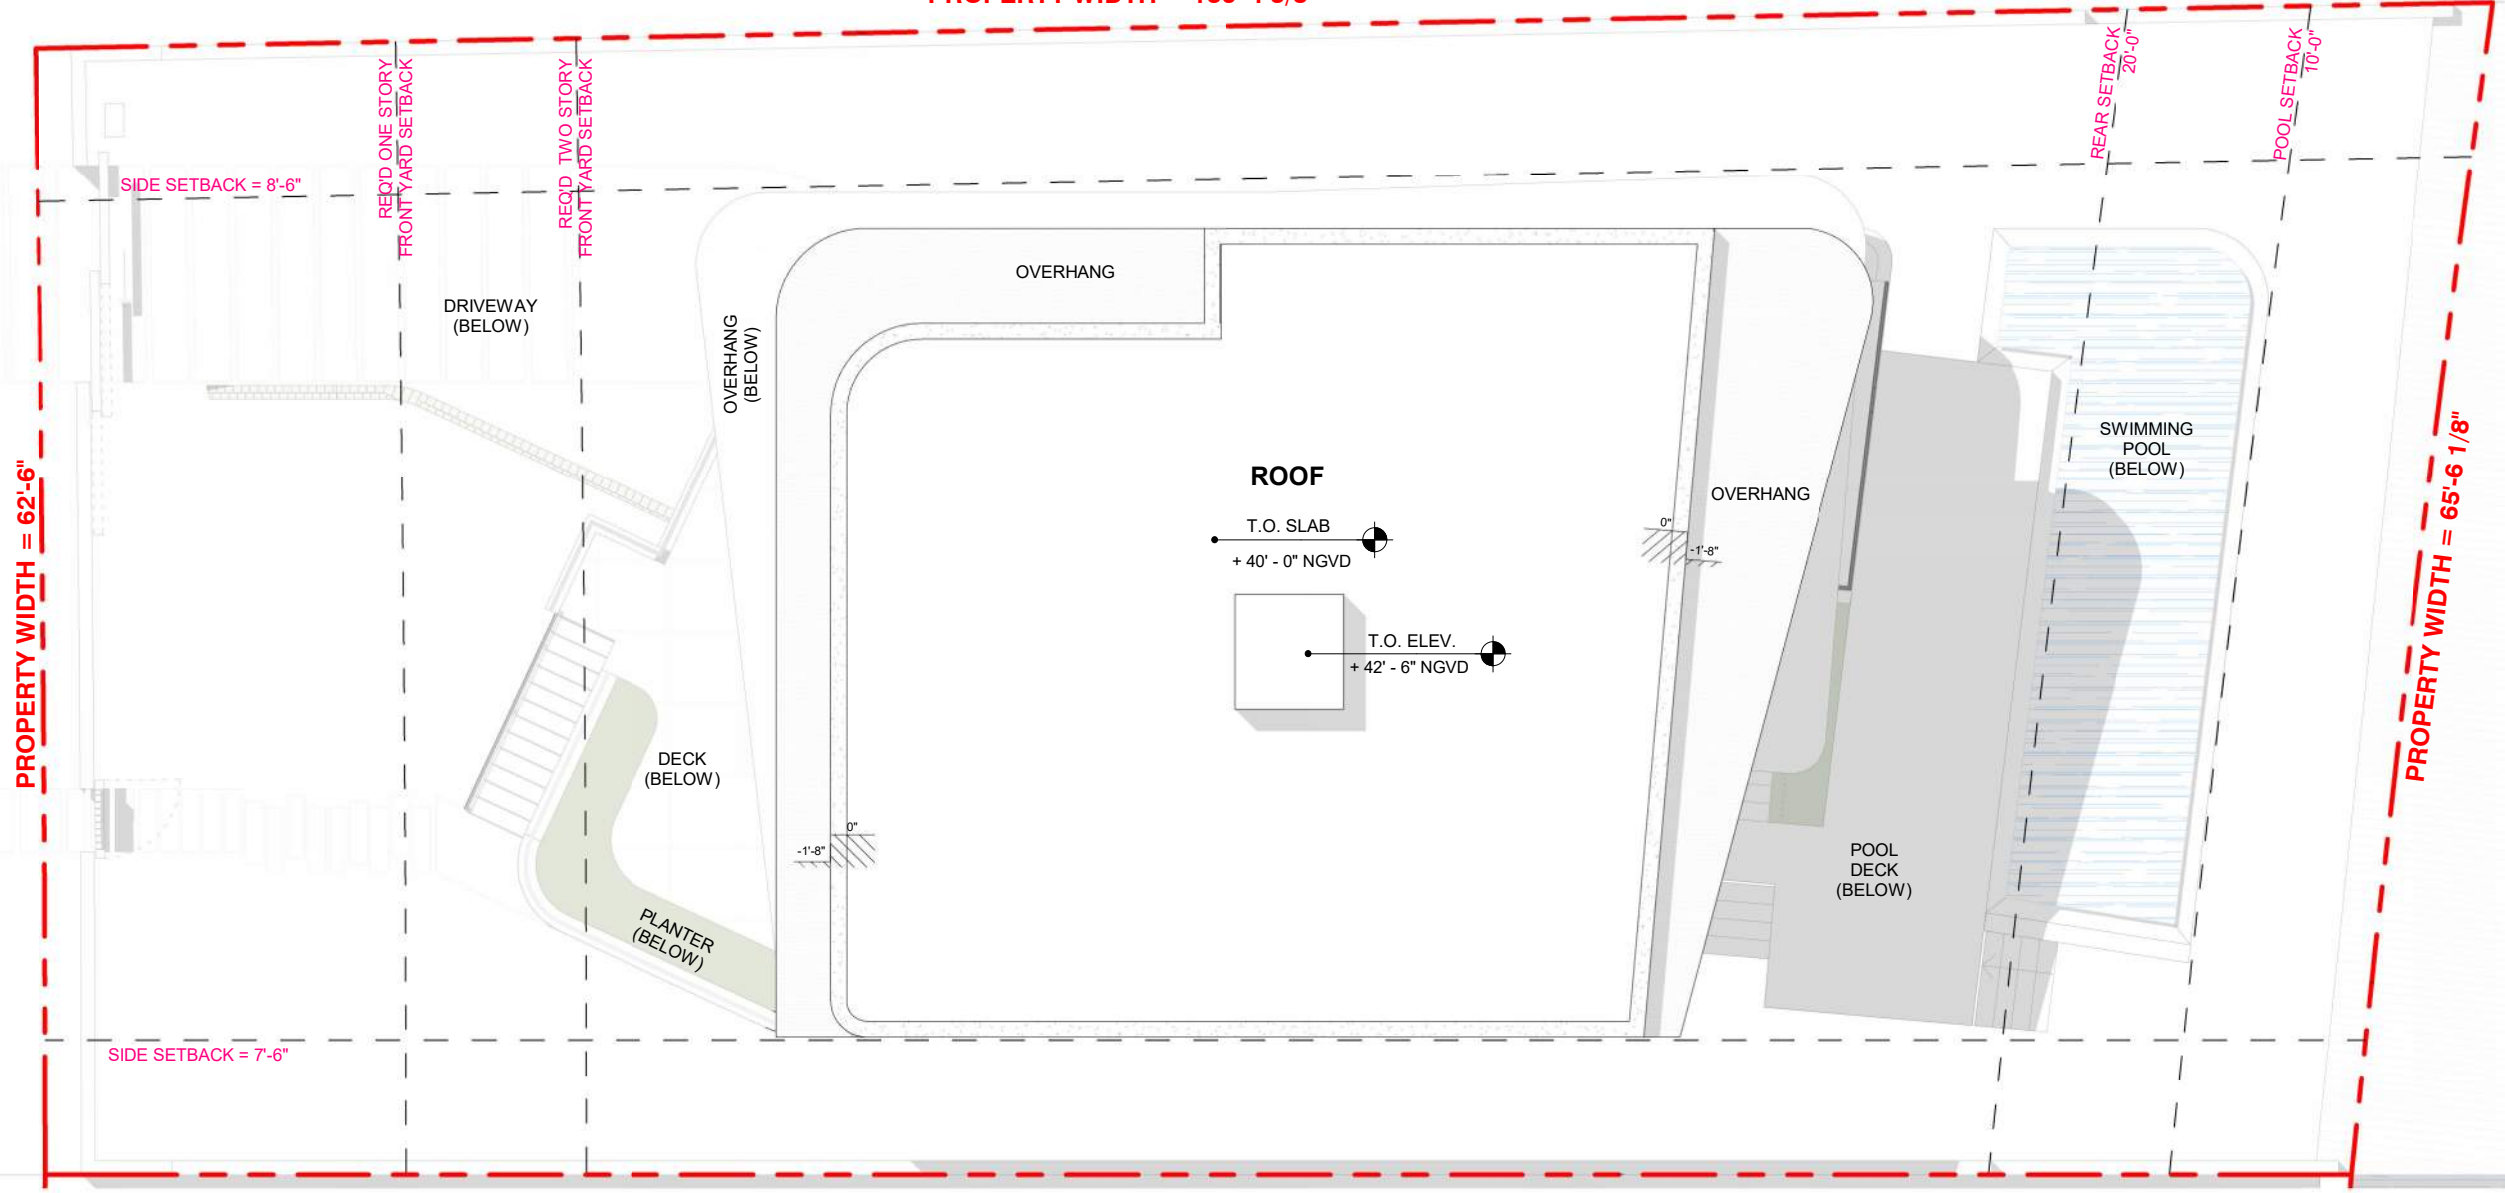 REAR SETBACK
20'-0"
POOL SETBACK
10'-0"
REQ'D ONE STORY
FRONT YARD SETBACK
REQ'D TWO STORY
FRONT YARD SETBACK
SIDE SETBACK = 8'-6"
OVERHANG
DRIVEWAY
(BELOW)
OVERHANG
(BELOW)
SWIMMING
POOL
(BELOW)
ROOF
OVERHANG
T.O. SLAB
+ 40' - 0" NGVD
0"
-1'-8"
PROPERTY WIDTH = 62'-6"
PROPERTY WIDTH = 65'-6 1/8"
T.O. ELEV.
+ 42' - 6" NGVD
DECK
(BELOW)
0"
-1'-8"
POOL
DECK
(BELOW)
PLANTER
(BELOW)
SIDE SETBACK = 7'-6"